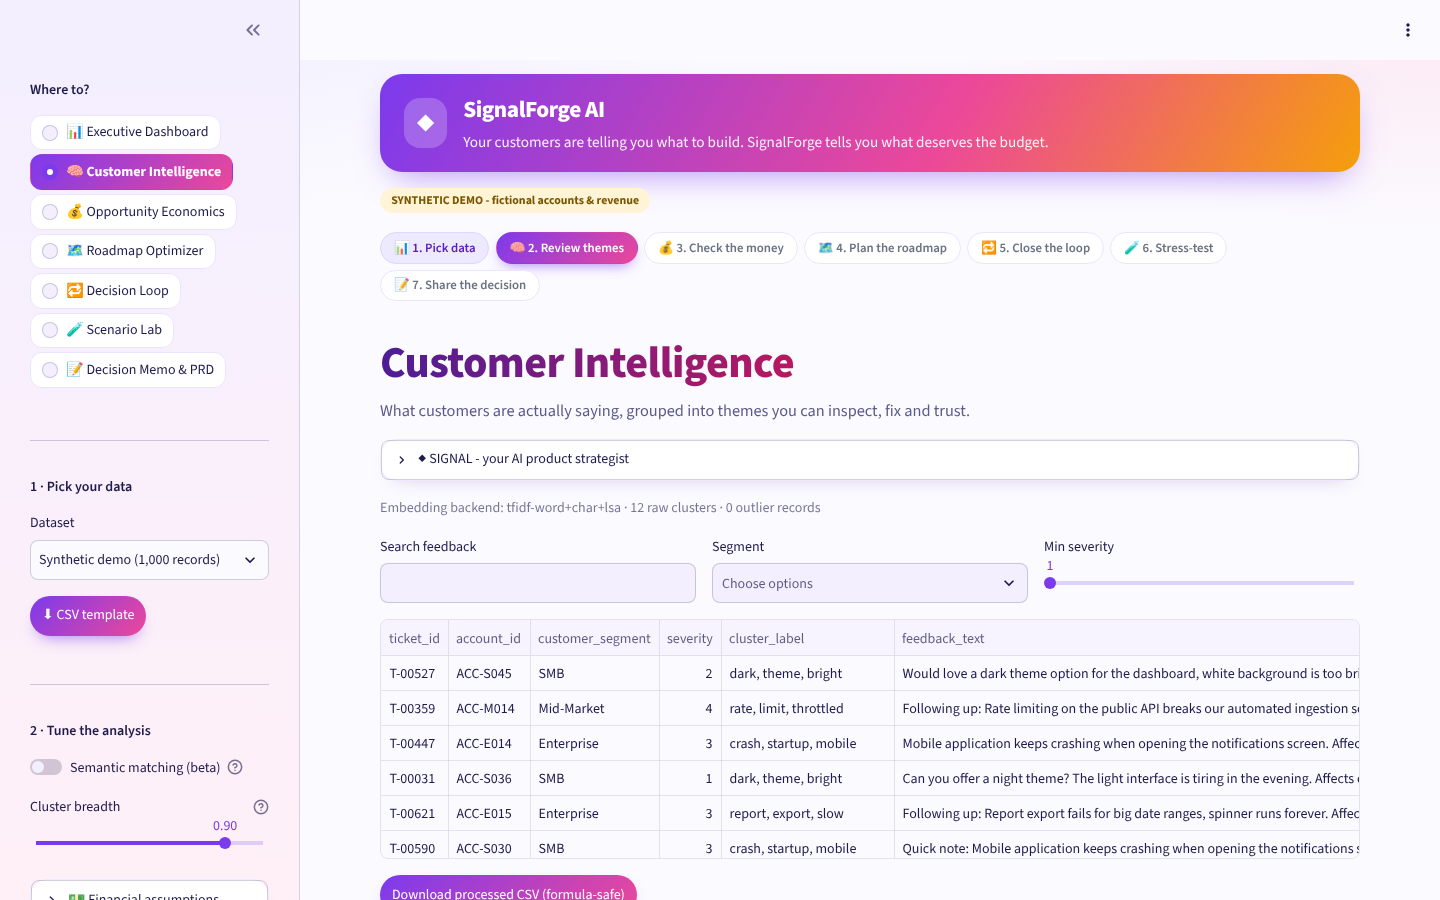 Where to?
📊 Executive Dashboard
🧠 Customer Intelligence
💰 Opportunity Economics
🗺️ Roadmap Optimizer
🔁 Decision Loop
🧪 Scenario Lab
📝 Decision Memo & PRD
1 · Pick your data
Dataset
Synthetic demo (1,000 records)
⬇ CSV template
2 · Tune the analysis
Semantic matching (beta)
Cluster breadth
0.90
💵 Financial assumptions
SignalForge AI
Your customers are telling you what to build. SignalForge tells you what deserves the budget.
SYNTHETIC DEMO - fictional accounts & revenue
📊 1. Pick data 🧠 2. Review themes 💰 3. Check the money 🗺️ 4. Plan the roadmap 🔁 5. Close the loop 🧪 6. Stress-test
📝 7. Share the decision
Customer Intelligence
What customers are actually saying, grouped into themes you can inspect, fix and trust.
◆ SIGNAL - your AI product strategist
Embedding backend: tfidf-word+char+lsa · 12 raw clusters · 0 outlier records
Search feedback Segment Min severity
1
Choose options
ticket_id account_id customer_segment severity cluster_label feedback_text
T-00527 ACC-S045 SMB 2 dark, theme, bright Would love a dark theme option for the dashboard, white background is too bri
T-00359 ACC-M014 Mid-Market 4 rate, limit, throttled Following up: Rate limiting on the public API breaks our automated ingestion s
T-00447 ACC-E014 Enterprise 3 crash, startup, mobile Mobile application keeps crashing when opening the notifications screen. Affec
T-00031 ACC-S036 SMB 1 dark, theme, bright Can you offer a night theme? The light interface is tiring in the evening. Affects
T-00621 ACC-E015 Enterprise 3 report, export, slow Following up: Report export fails for big date ranges, spinner runs forever. Affec
T-00590 ACC-S030 SMB 3 crash, startup, mobile Quick note: Mobile application keeps crashing when opening the notifications s
Download processed CSV (formula-safe)